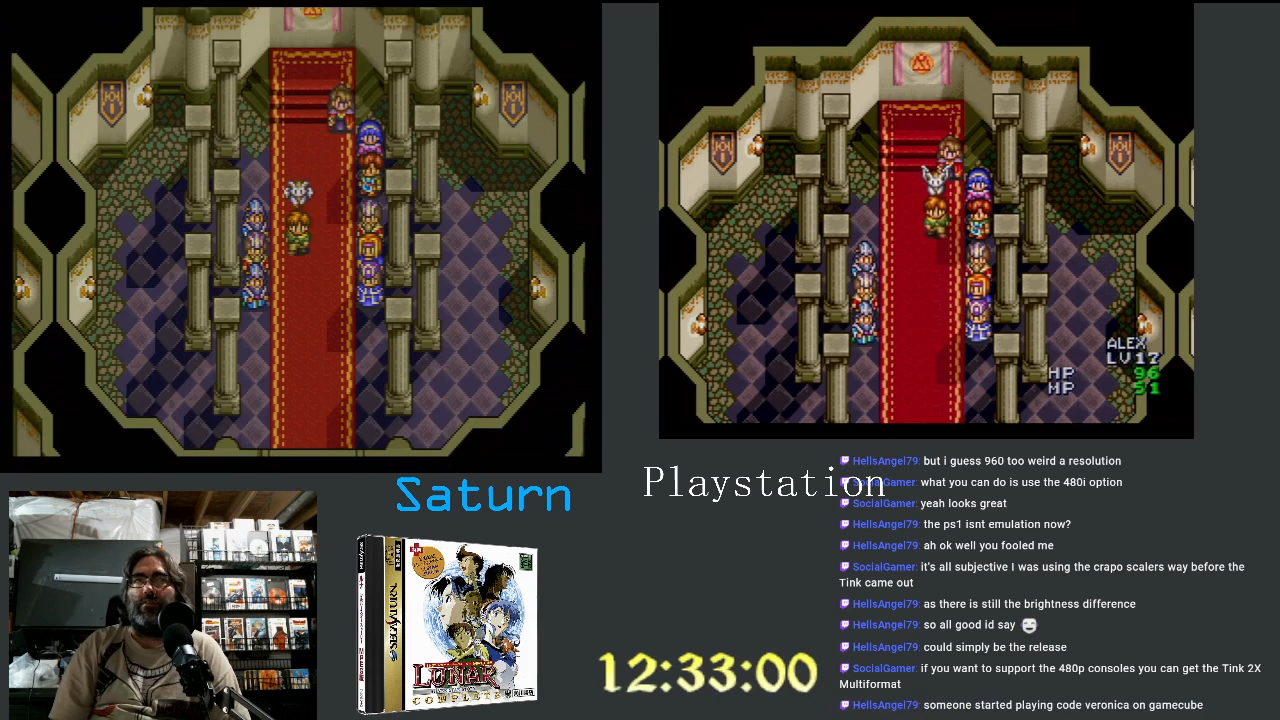 ALEX
LV17
HP 96
MP 51
Saturn
Playstation
HellsAngel79: but i guess 960 too weird a resolution
SocialGamer: what you can do is use the 480i option
SocialGamer: yeah looks great
HellsAngel79: the ps1 isnt emulation now?
HellsAngel79: ah ok well you fooled me
SocialGamer: it's all subjective I was using the crapo scalers way before the
Tink came out
HellsAngel79: as there is still the brightness difference
HellsAngel79: so all good id say
HellsAngel79: could simply be the release
SocialGamer: if you want to support the 480p consoles you can get the Tink 2X
Multiformat
HellsAngel79: someone started playing code veronica on gamecube
SEGA SATURN
LUNAR
COMPLETE
12:33:00